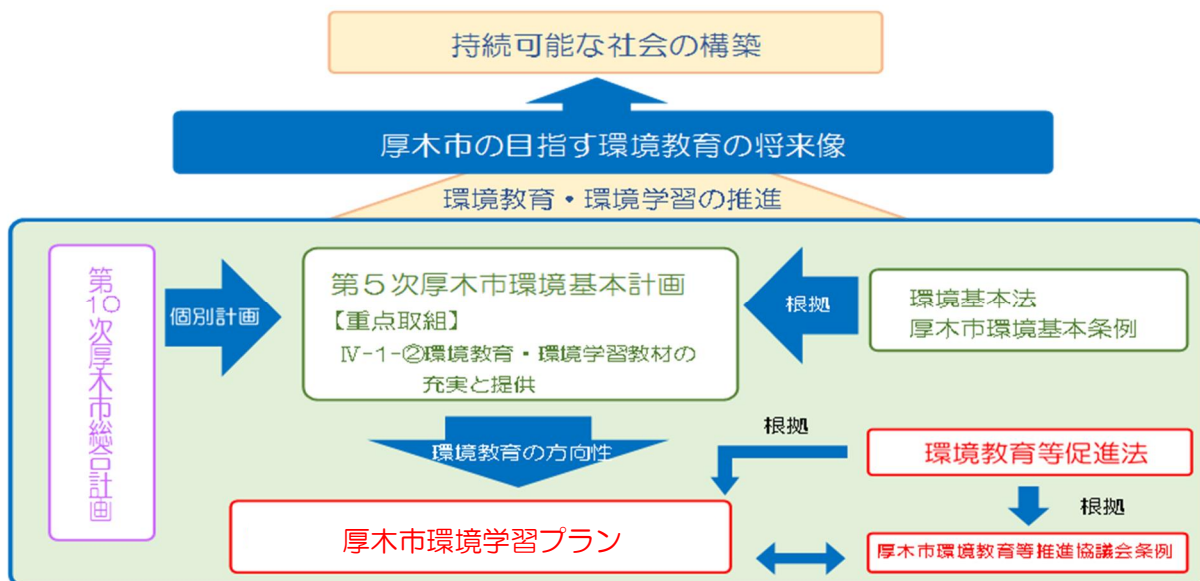 持続可能な社会の構築
厚木市の目指す環境教育の将来像
環境教育・環境学習の推進
第10次厚木市総合計画
個別計画
第5次厚木市環境基本計画
【重点取組】
Ⅳ-1-②環境教育・環境学習教材の
充実と提供
根拠
環境基本法
厚木市環境基本条例
環境教育の方向性
根拠
環境教育等促進法
根拠
厚木市環境学習プラン
厚木市環境教育等推進協議会条例